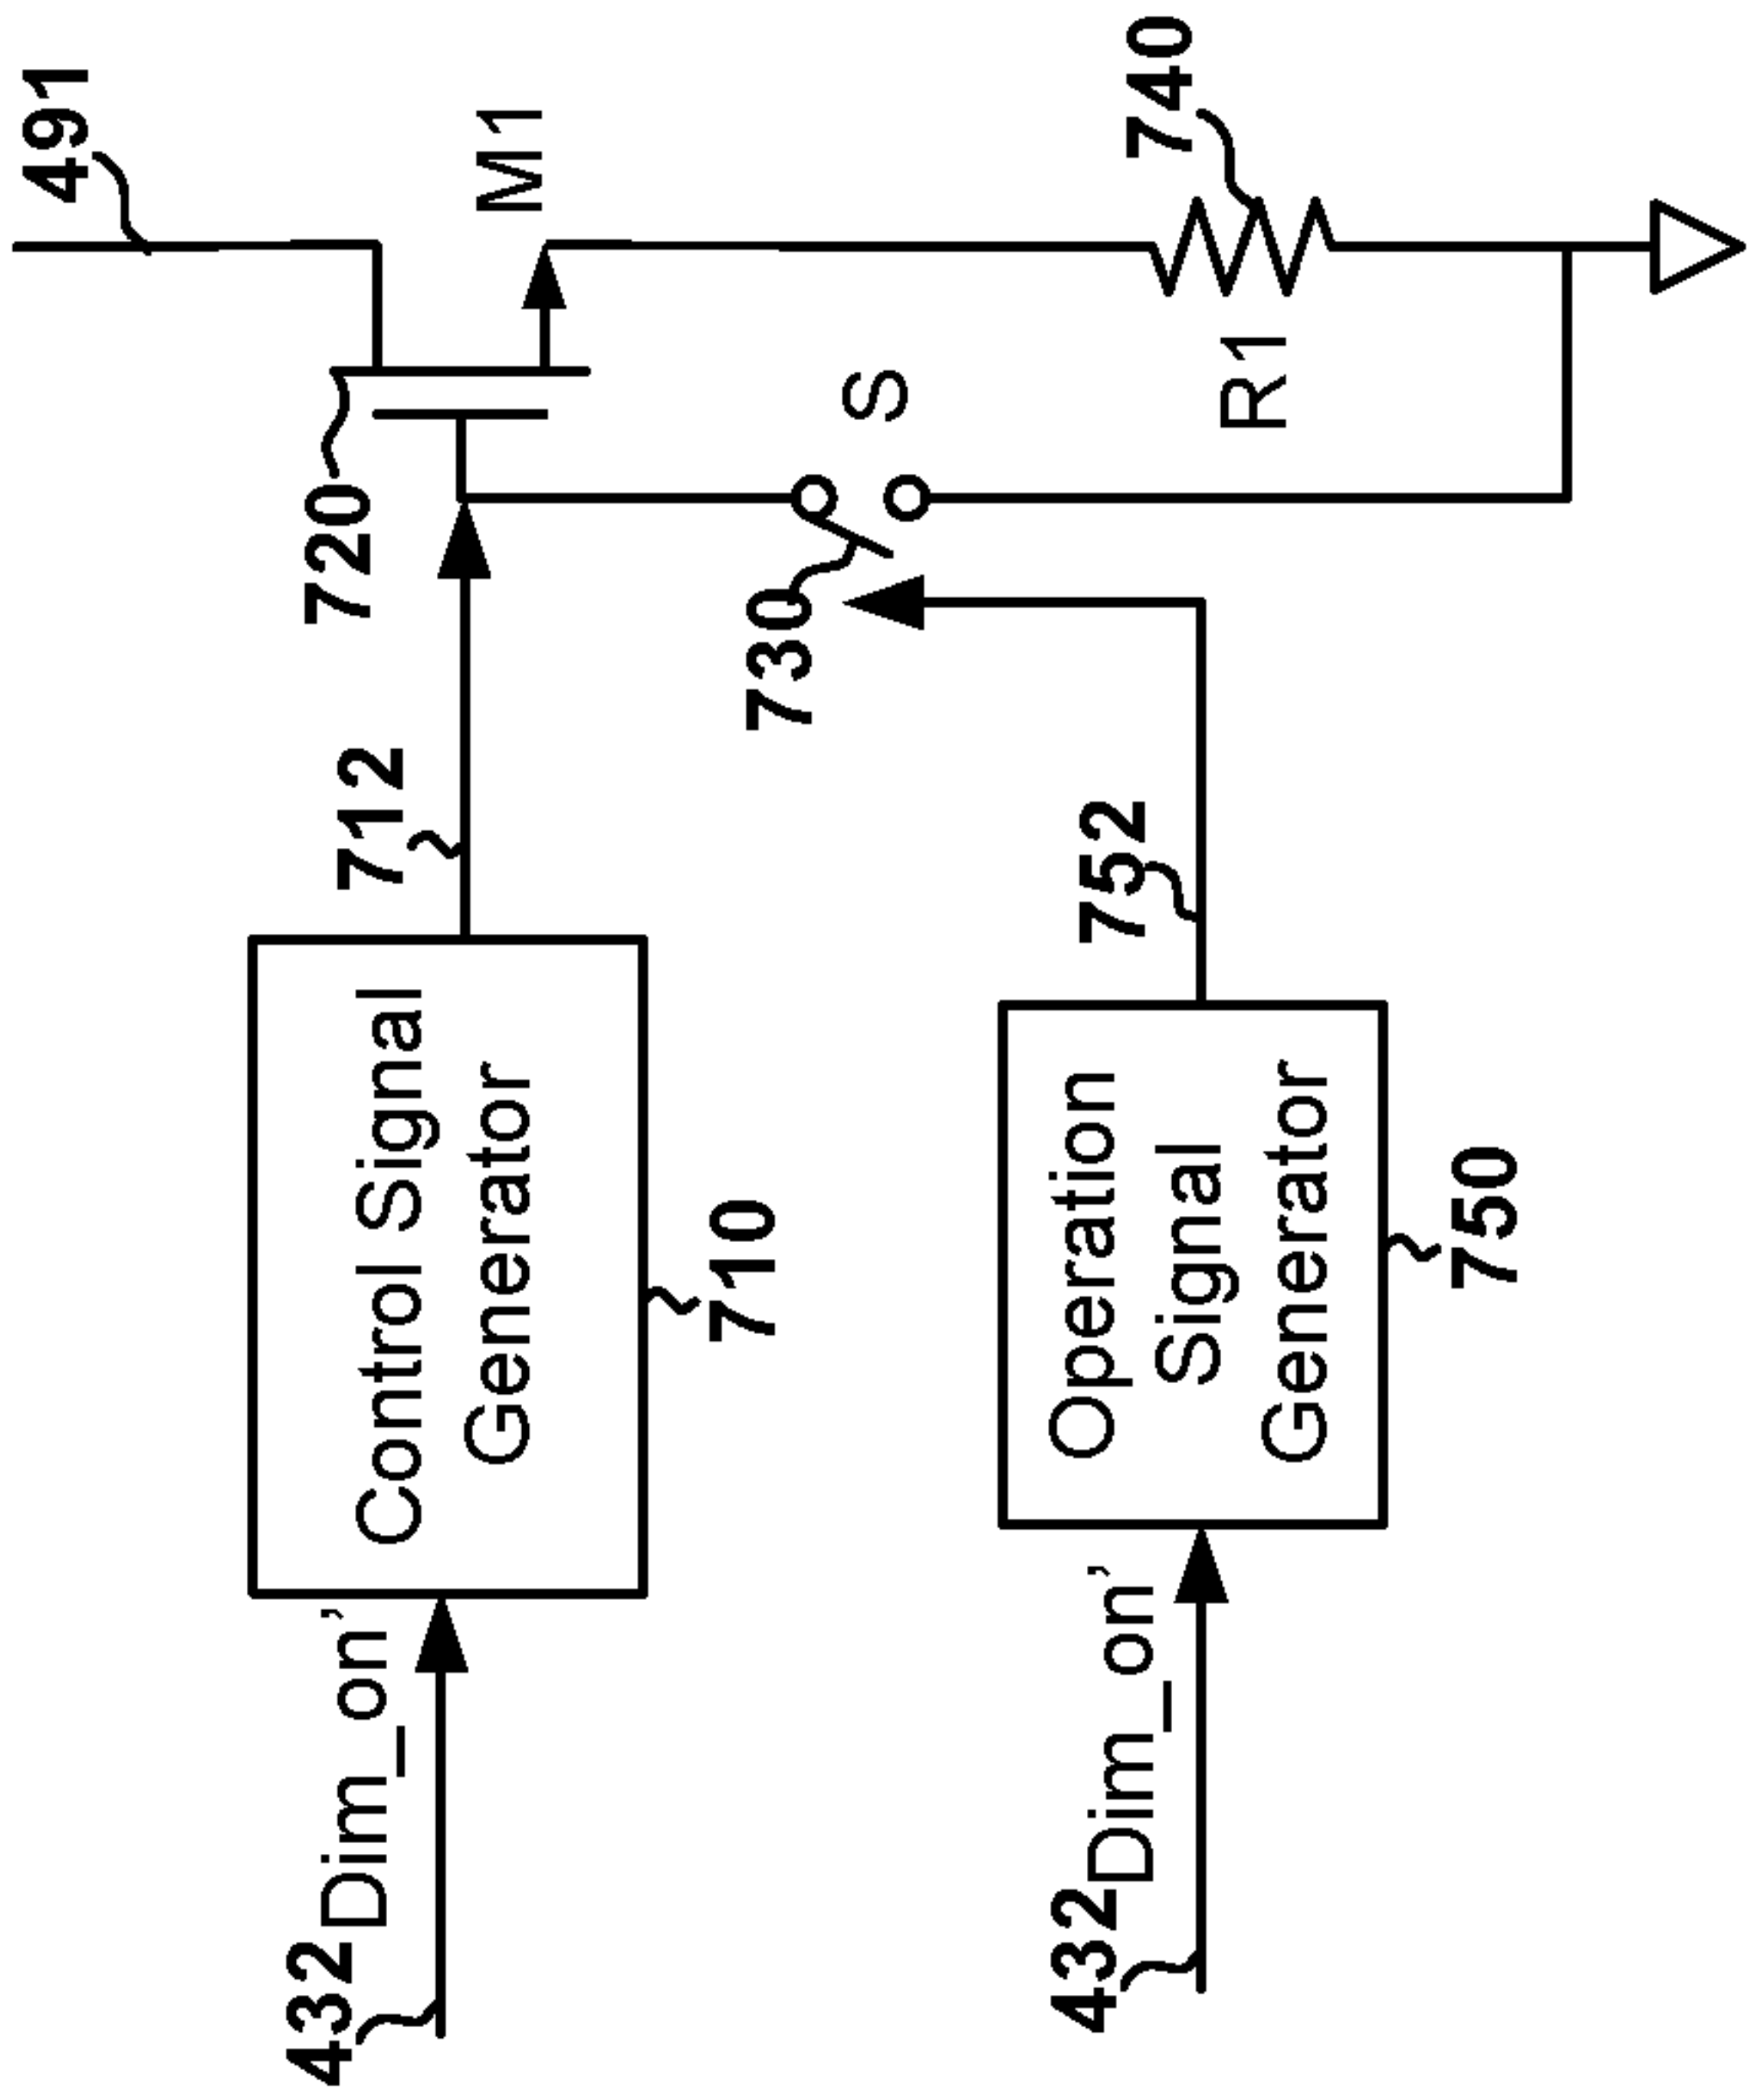 491
432 Dim_on’
Control Signal
Generator
712
720
M1
710
730
S
432 Dim_on’
Operation
Signal
Generator
752
740
R1
750